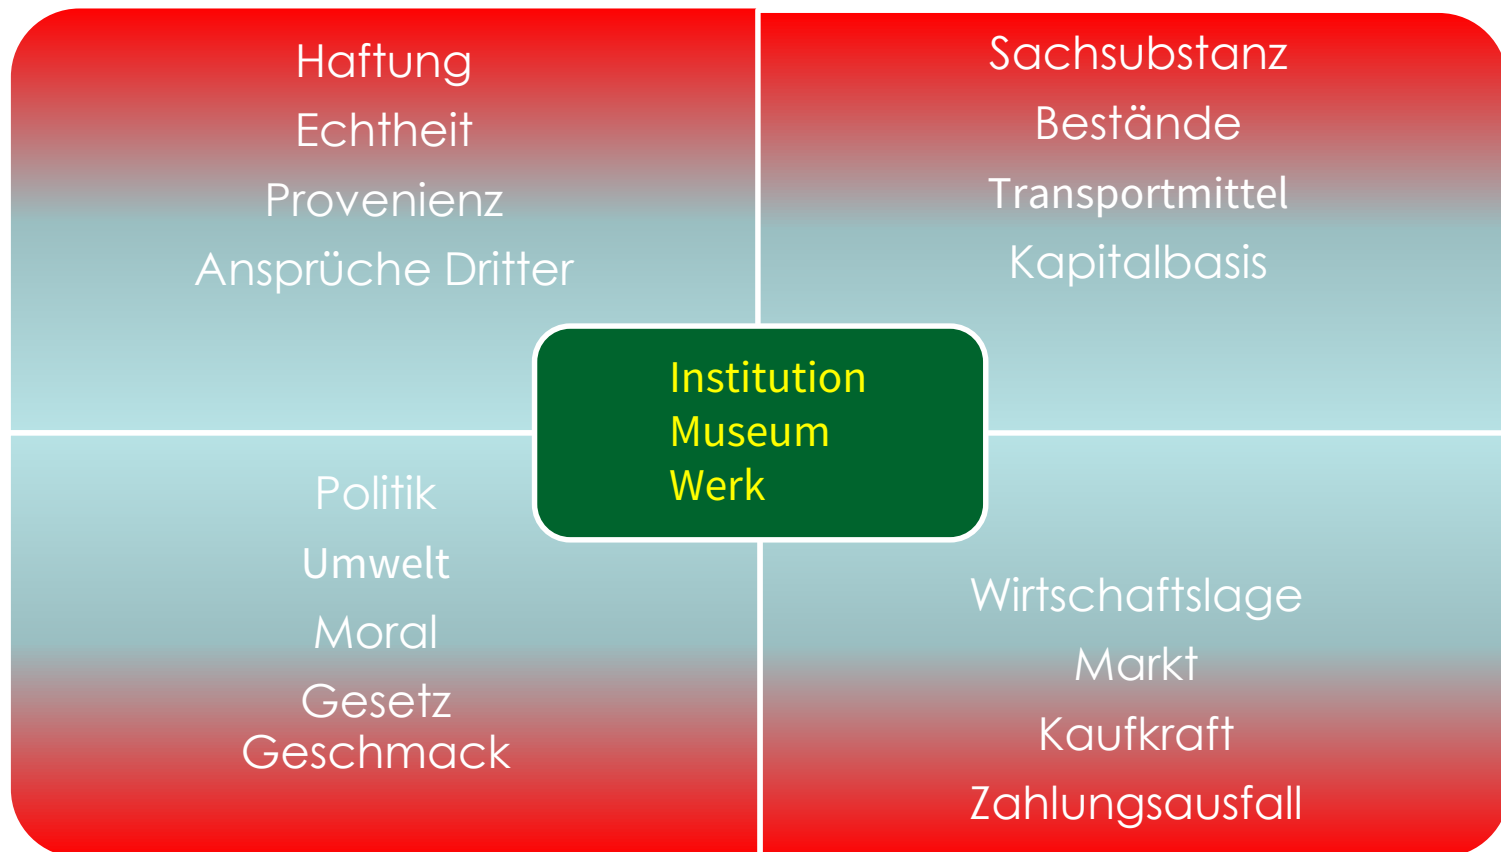 Haftung
Echtheit
Provenienz
Ansprüche Dritter
Sachsubstanz
Bestände
Transportmittel
Kapitalbasis
Institution
Museum
Werk
Politik
Umwelt
Moral
Gesetz
Geschmack
Wirtschaftslage
Markt
Kaufkraft
Zahlungsausfall